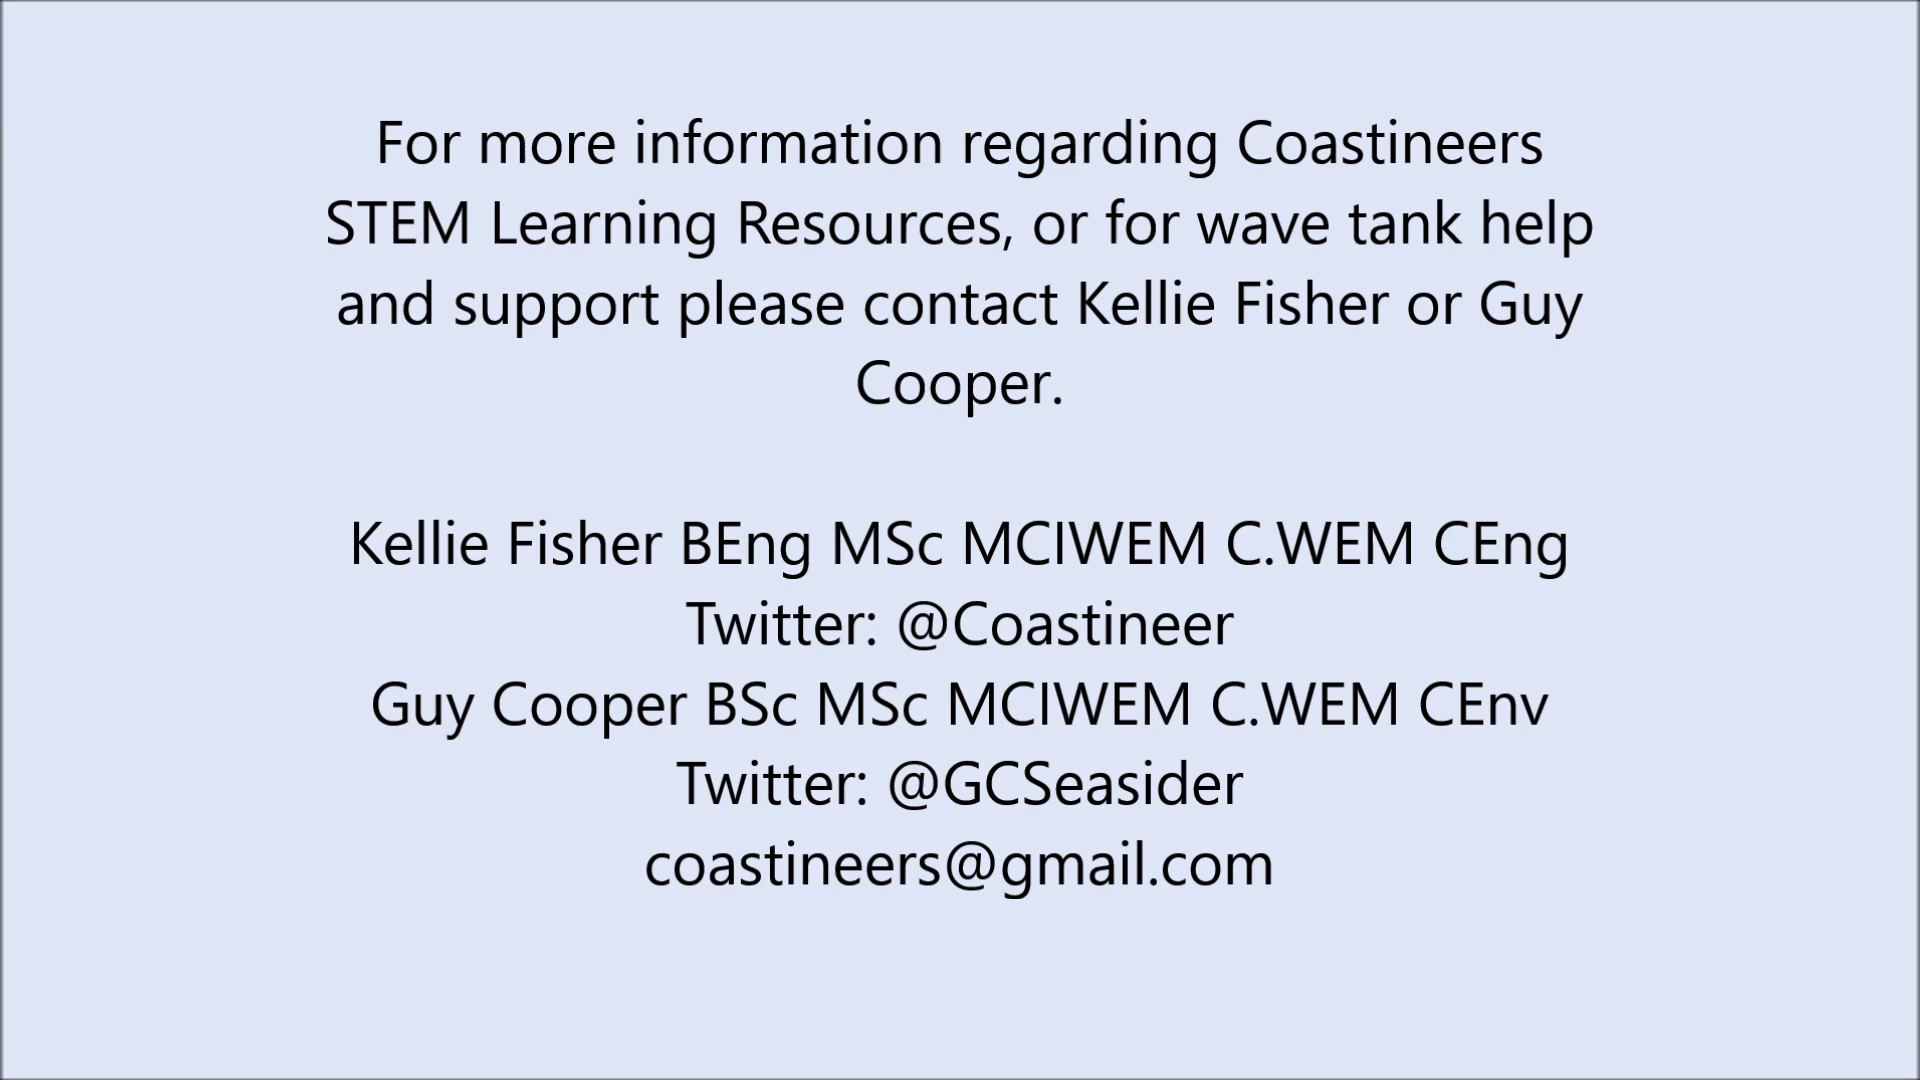 For more information regarding Coastineers
STEM Learning Resources, or for wave tank help
and support please contact Kellie Fisher or Guy
Cooper.
Kellie Fisher BEng MSc MCIWEM C.WEM CEng
Twitter: @Coastineer
Guy Cooper BSc MSc MCIWEM C.WEM CEnv
Twitter: @GCSeasider
coastineers@gmail.com